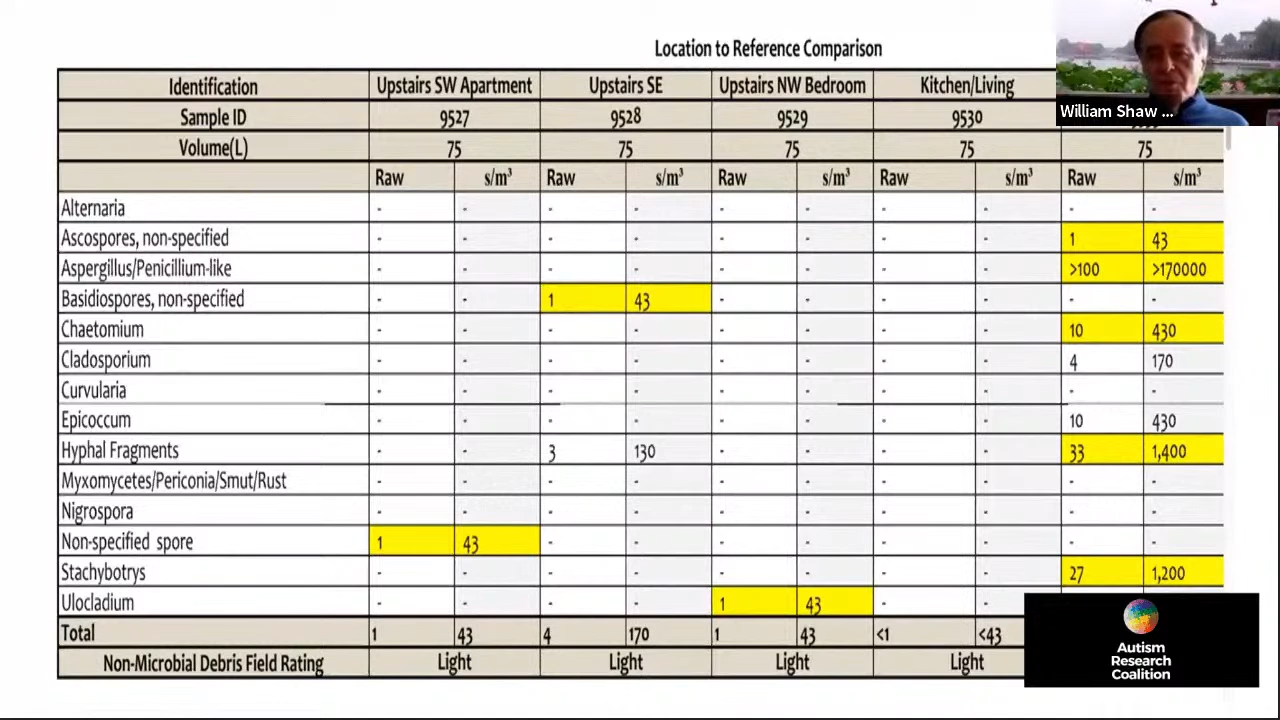 Location to Reference Comparison
Identification Upstairs SW Apartment Upstairs SE Upstairs NW Bedroom Kitchen/Living
William Shaw ...
Sample ID 9527 9528 9529 9530
Volume(L) 75 75 75 75 75
Raw s/m³ Raw s/m³ Raw s/m³ Raw s/m³ Raw s/m³
Alternaria - - - - - - - - - -
Ascospores, non-specified - - - - - - - - 1 43
Aspergillus/Penicillium-like - - - - - - - - >100 >170000
Basidiospores, non-specified - - 1 43 - - - - - -
Chaetomium - - - - - - - - 10 430
Cladosporium - - - - - - - - 4 170
Curvularia - - - - - - - - - -
Epicoccum - - - - - - - - 10 430
Hyphal Fragments - - 3 130 - - - - 33 1,400
Myxomycetes/Periconia/Smut/Rust - - - - - - - - - -
Nigrospora - - - - - - - - - -
Non-specified spore 1 43 - - - - - - - -
Stachybotrys - - - - - - - - 27 1,200
Ulocladium - - - - 1 43 - -
Total 1 43 4 170 1 43 <1 <43
Non-Microbial Debris Field Rating Light Light Light Light
Autism
Research
Coalition